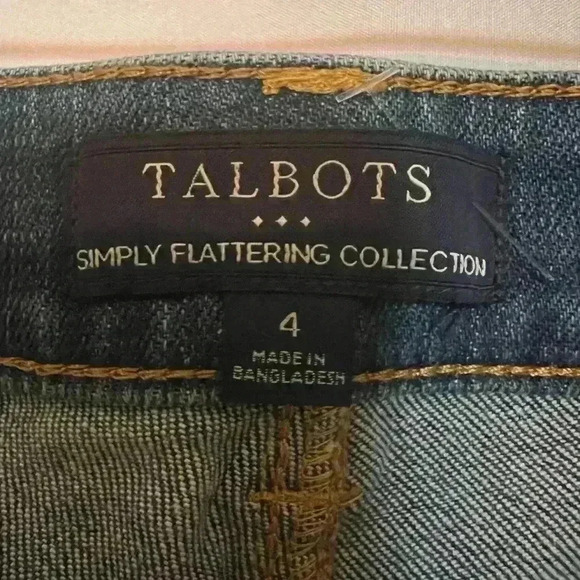 TALBOTS
SIMPLY FLATTERING COLLECTION
4
MADE IN
BANGLADESH